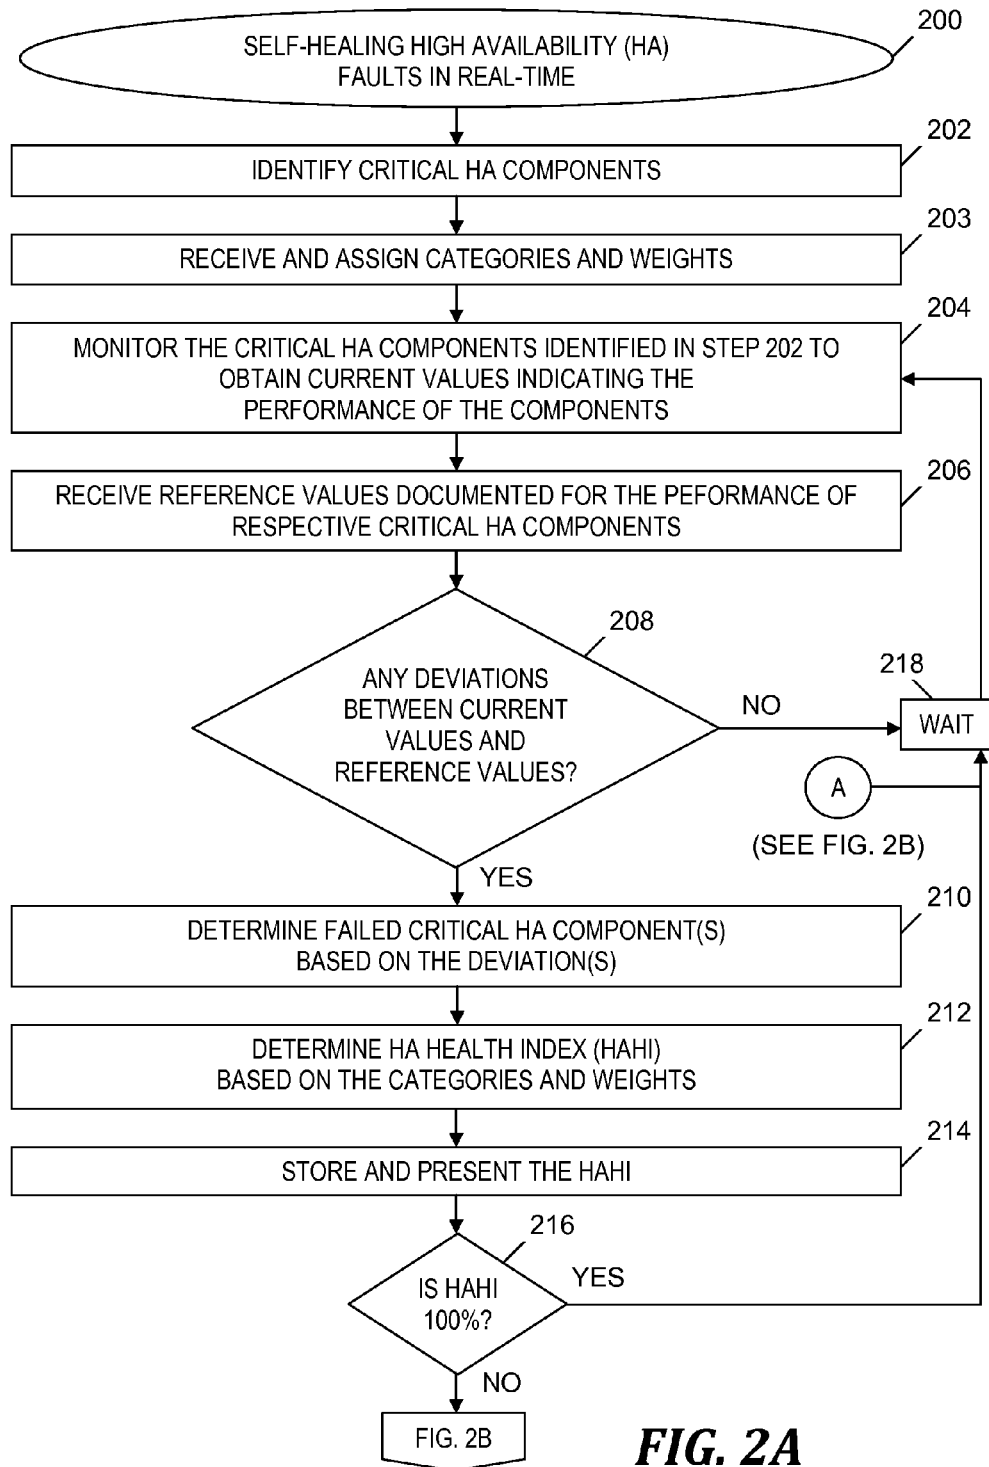 200
SELF-HEALING HIGH AVAILABILITY (HA)
FAULTS IN REAL-TIME
202
IDENTIFY CRITICAL HA COMPONENTS
203
RECEIVE AND ASSIGN CATEGORIES AND WEIGHTS
204
MONITOR THE CRITICAL HA COMPONENTS IDENTIFIED IN STEP 202 TO
OBTAIN CURRENT VALUES INDICATING THE
PERFORMANCE OF THE COMPONENTS
206
RECEIVE REFERENCE VALUES DOCUMENTED FOR THE PEFORMANCE OF
RESPECTIVE CRITICAL HA COMPONENTS
208
ANY DEVIATIONS
BETWEEN CURRENT
VALUES AND
REFERENCE VALUES?
NO
218
WAIT
A
(SEE FIG. 2B)
YES
210
DETERMINE FAILED CRITICAL HA COMPONENT(S)
BASED ON THE DEVIATION(S)
212
DETERMINE HA HEALTH INDEX (HAHI)
BASED ON THE CATEGORIES AND WEIGHTS
214
STORE AND PRESENT THE HAHI
216
IS HAHI
100%?
YES
NO
FIG. 2B
FIG. 2A